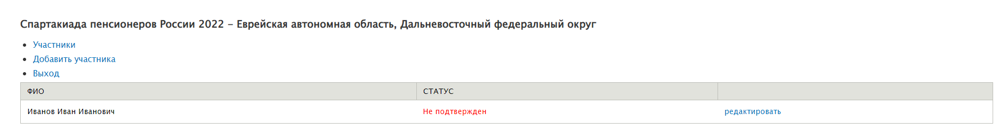 Спартакиада пенсионеров России 2022 - Еврейская автономная область, Дальневосточный федеральный округ
Участники
Добавить участника
Выход
ФИО СТАТУС
Иванов Иван Иванович Не подтвержден редактировать